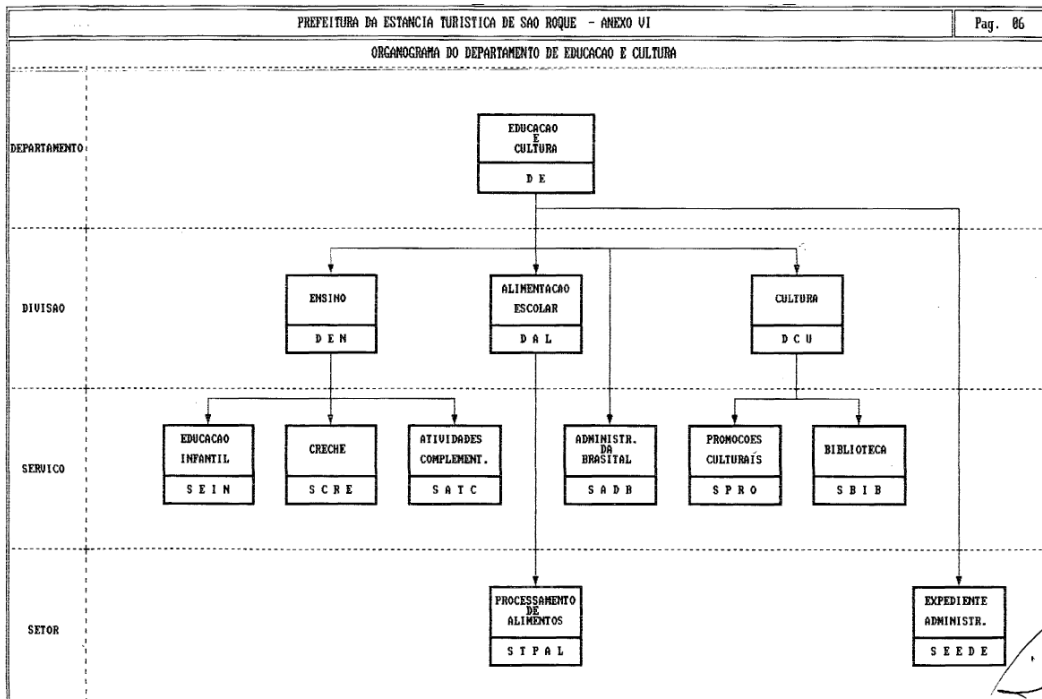 PREFEITURA DA ESTANCIA TURISTICA DE SAO ROQUE - ANEXO VI
Pag. 06
ORGANOGRAMA DO DEPARTAMENTO DE EDUCACAO E CULTURA
DEPARTAMENTO
EDUCACAO
E
CULTURA
D E
DIVISAO
ENSINO
D E N
ALIMENTACAO
ESCOLAR
D A L
CULTURA
D C U
SERVICO
EDUCACAO
INFANTIL
S E I N
CRECHE
S C R E
ATIVIDADES
COMPLEMENT.
S A T C
ADMINISTR.
DA
BRASITAL
S A D B
PROMOCOES
CULTURAIS
S P R O
BIBLIOTECA
S B I B
SETOR
PROCESSAMENTO
DE
ALIMENTOS
S T P A L
EXPEDIENTE
ADMINISTR.
S E E D E